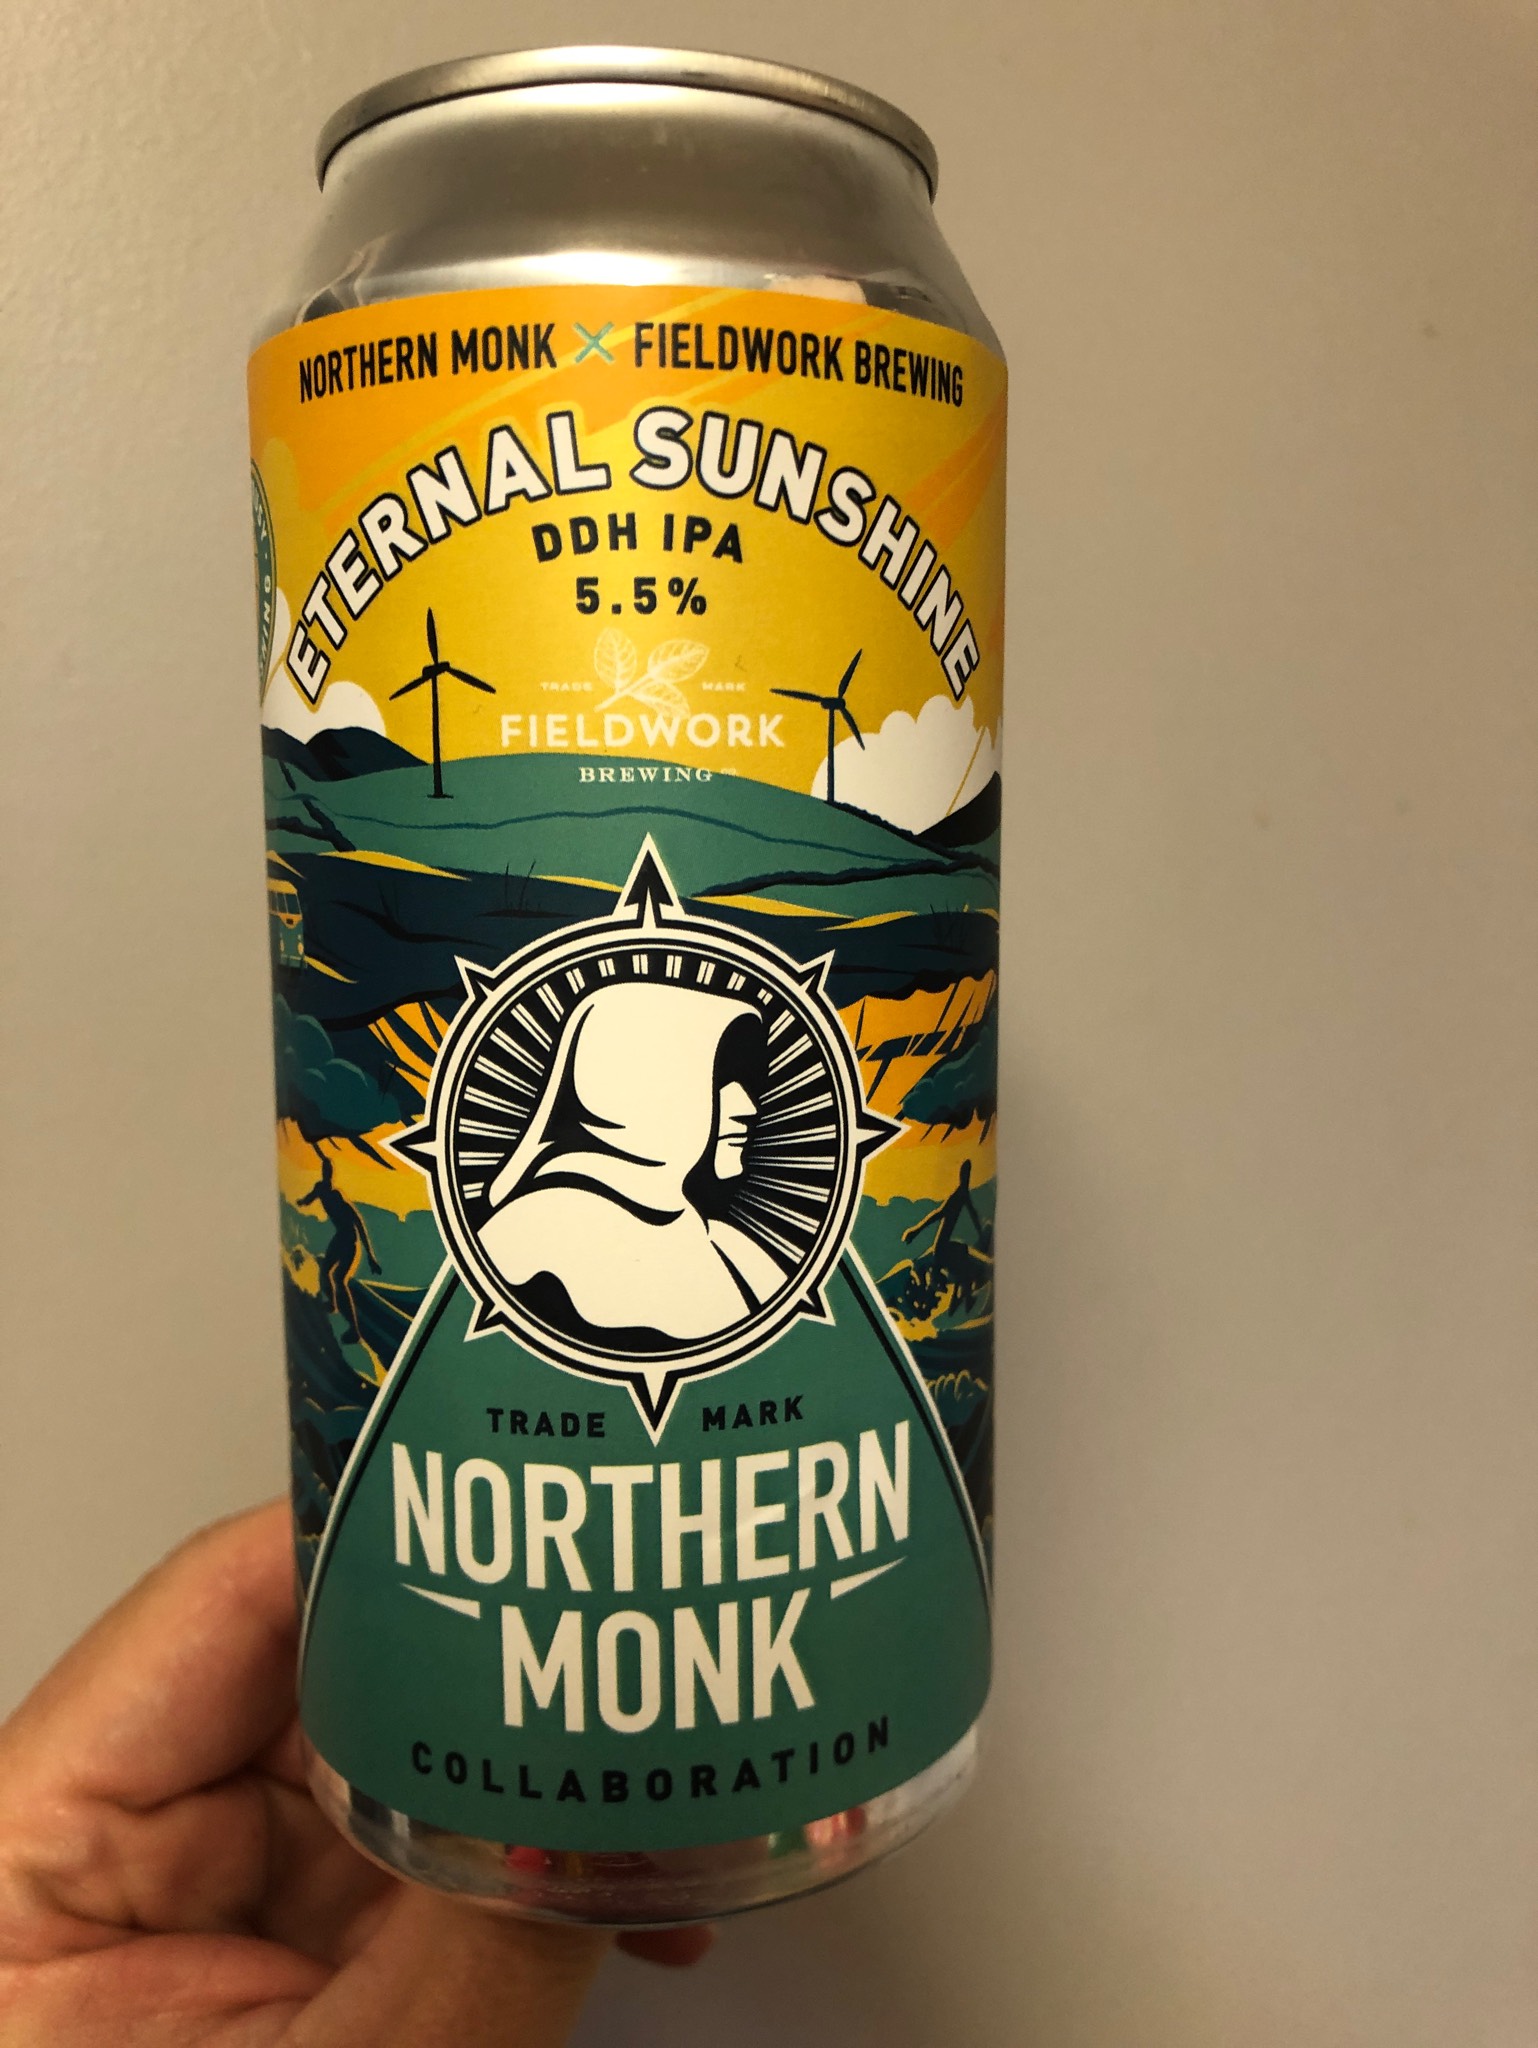 NORTHERN MONK X FIELDWORK BREWING
ETERNAL SUNSHINE
DDH IPA
5.5%
TRADE MARK
FIELDWORK
BREWING CO
TRADE MARK
NORTHERN
MONK
COLLABORATION